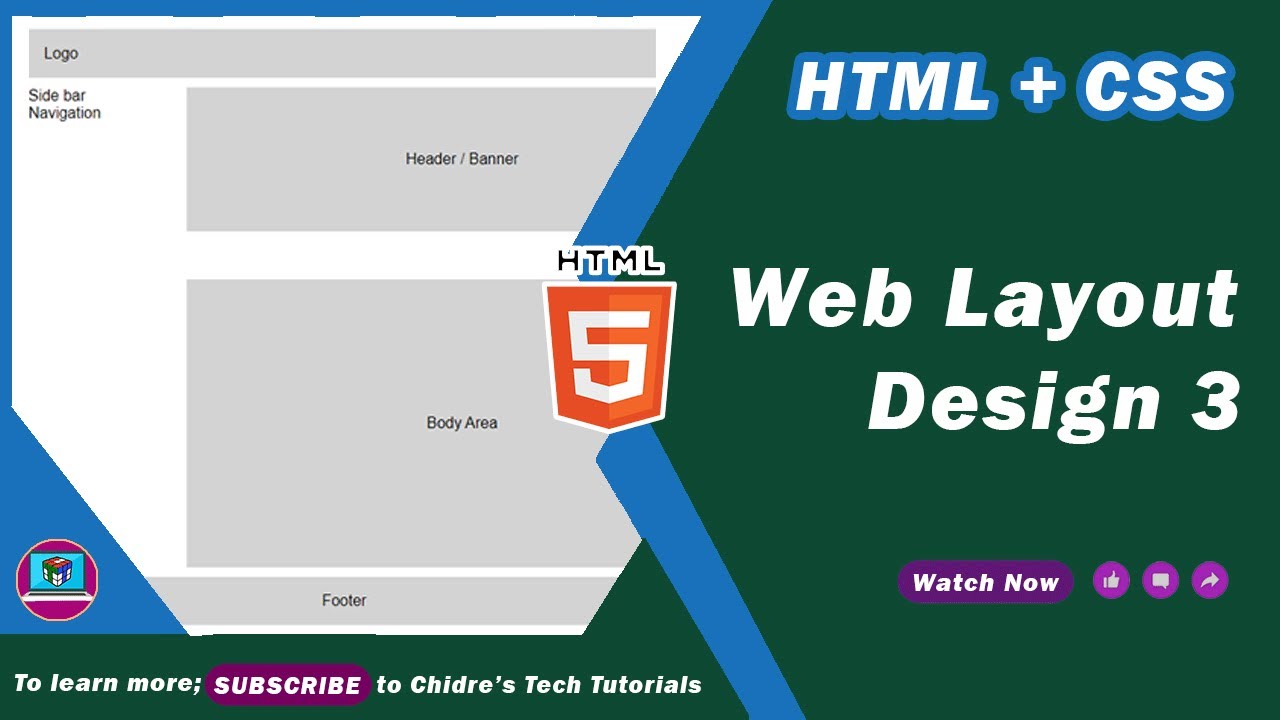 Logo
Side bar
Navigation
Header / Banner
Body Area
Footer
HTML
5
HTML + CSS
Web Layout
Design 3
Watch Now
To learn more; SUBSCRIBE to Chidre’s Tech Tutorials